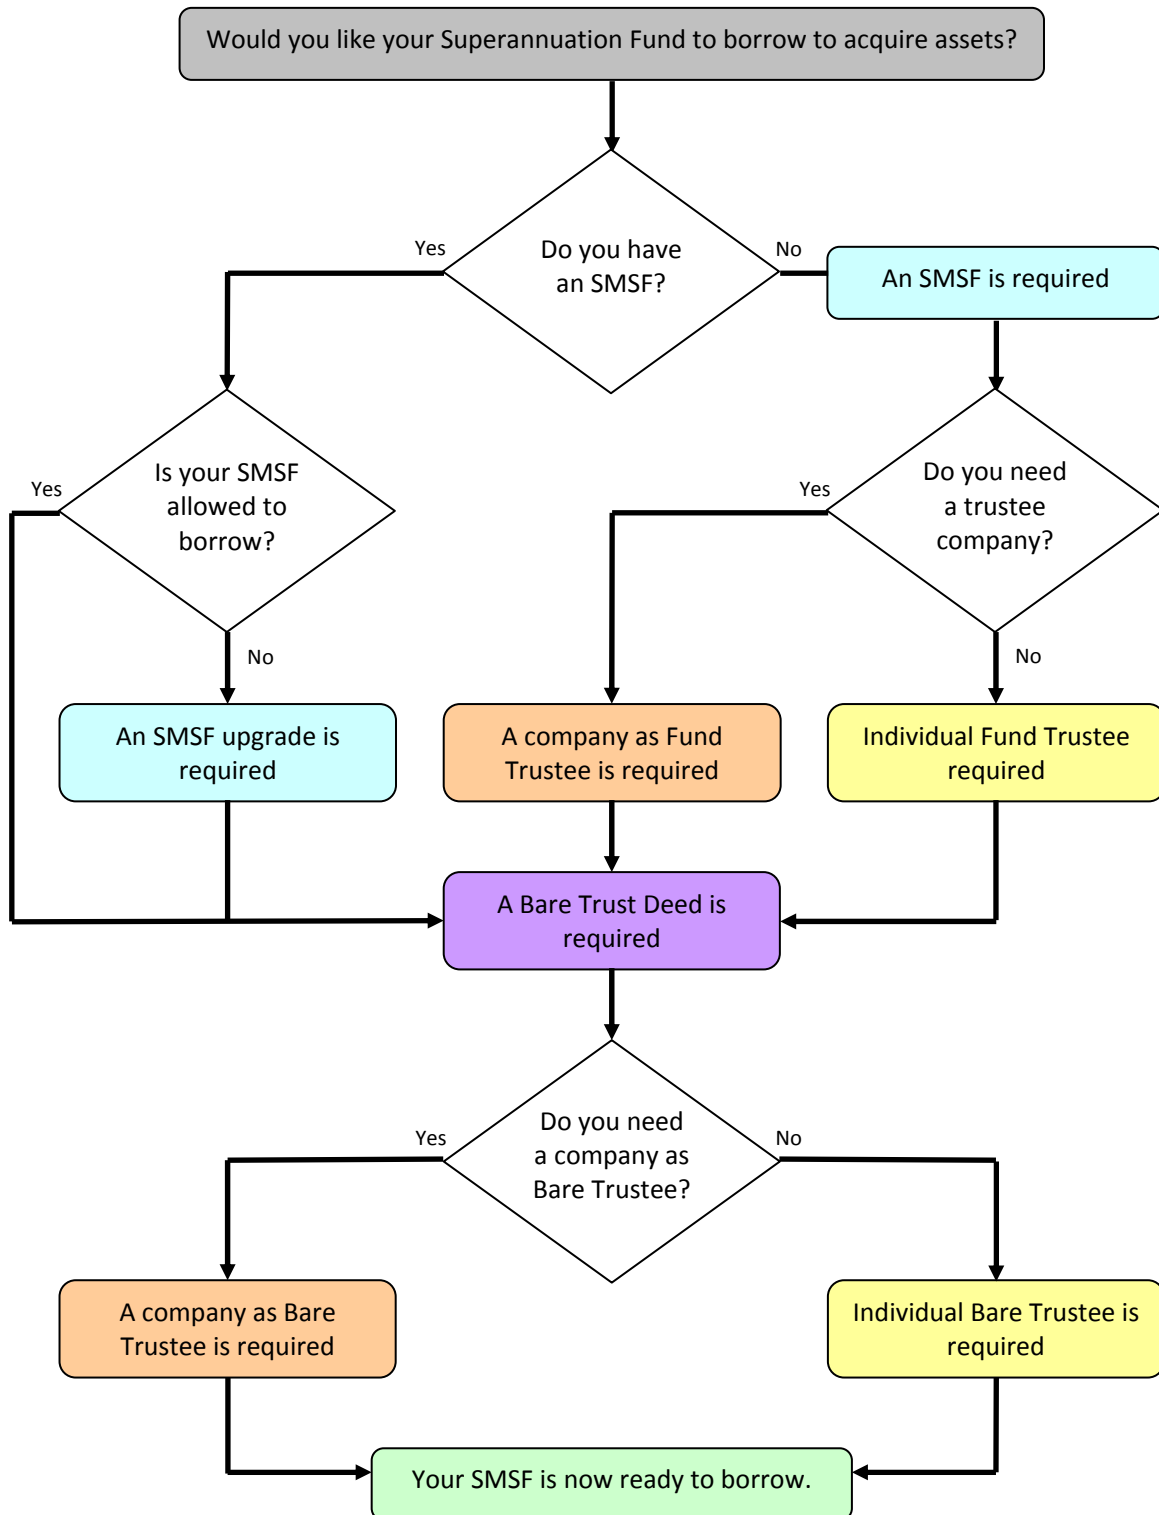 Would you like your Superannuation Fund to borrow to acquire assets?
Yes
Do you have
an SMSF?
No
An SMSF is required
Yes
Is your SMSF
allowed to
borrow?
No
Yes
Do you need
a trustee
company?
No
An SMSF upgrade is
required
A company as Fund
Trustee is required
Individual Fund Trustee
required
A Bare Trust Deed is
required
Yes
Do you need
a company as
Bare Trustee?
No
A company as Bare
Trustee is required
Individual Bare Trustee is
required
Your SMSF is now ready to borrow.